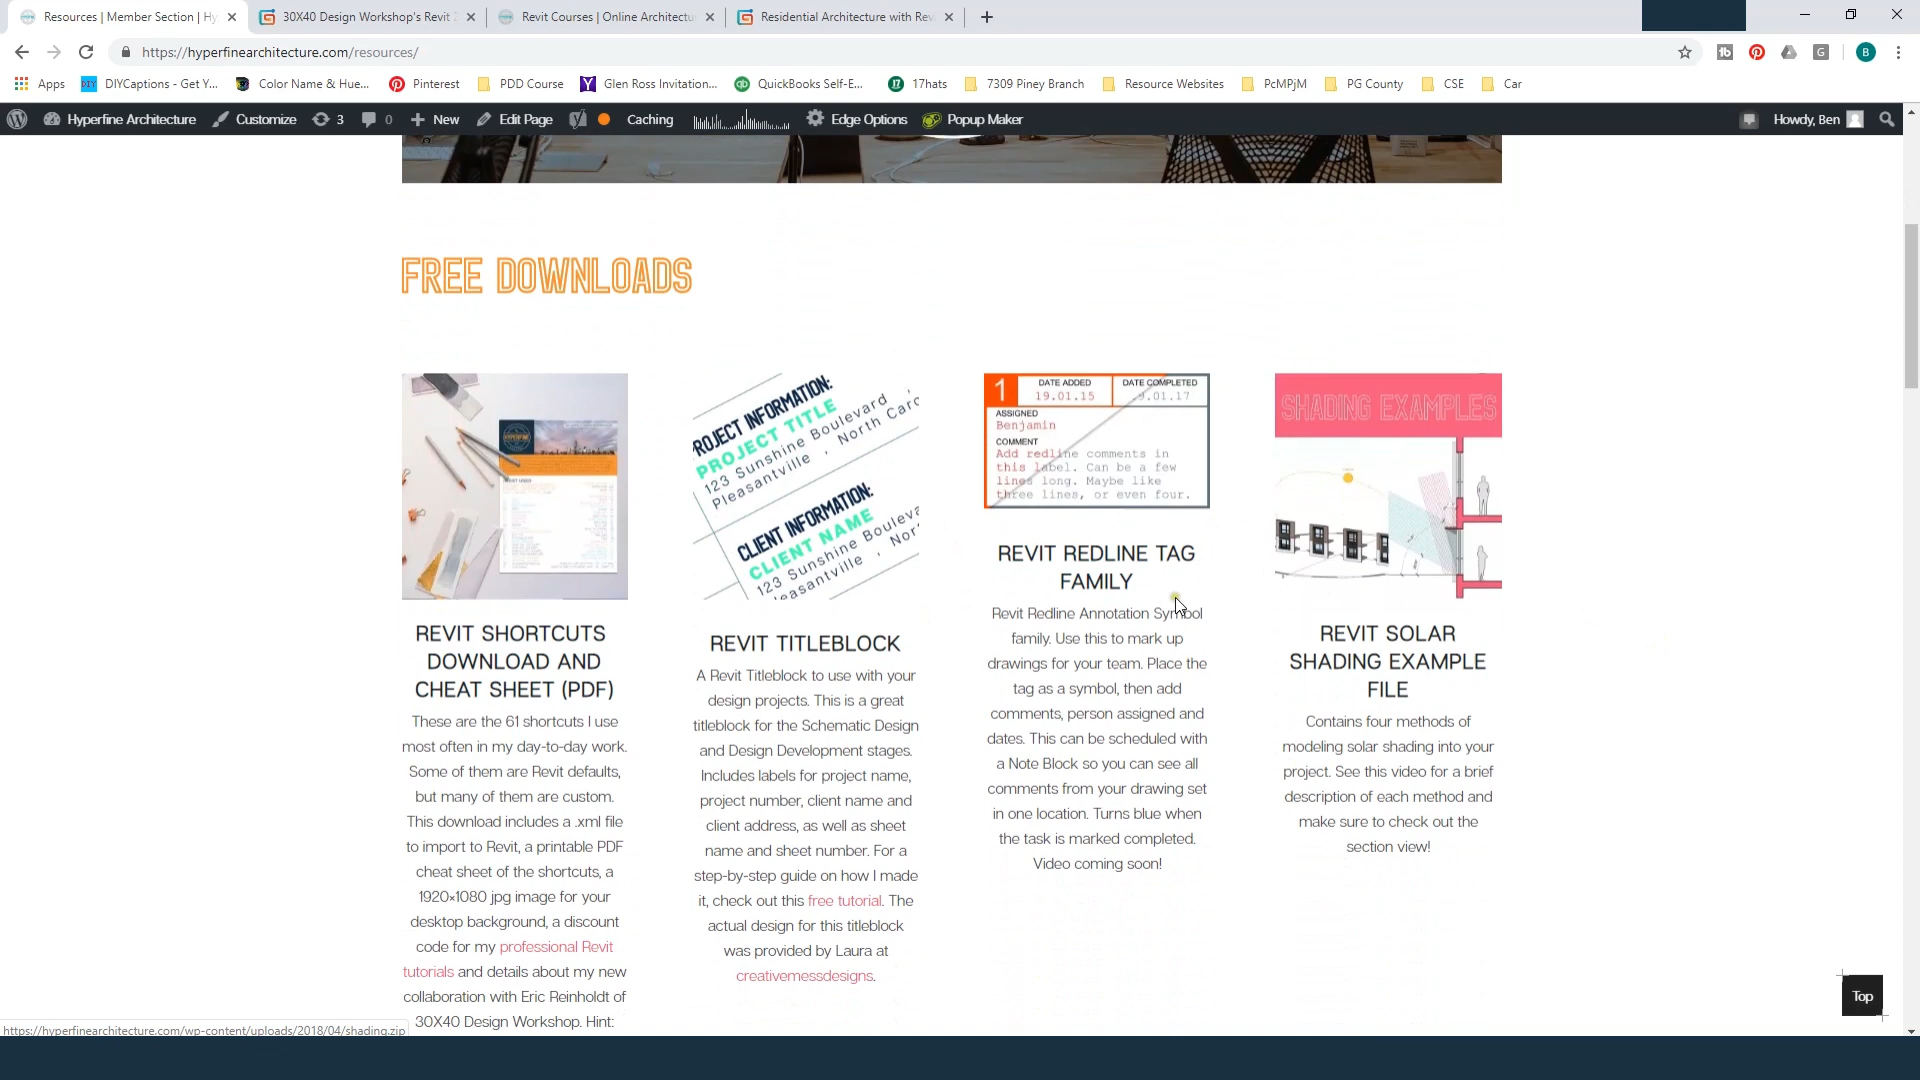 Resources | Member Section | Hy
30X40 Design Workshop's Revit
Revit Courses | Online Architectu
Residential Architecture with Rev
https://hyperfinearchitecture.com/resources/
B
Apps
DIYCaptions - Get Y...
Color Name & Hue...
Pinterest
PDD Course
Glen Ross Invitation...
QuickBooks Self-E...
17hats
7309 Piney Branch
Resource Websites
PcMPjM
PG County
CSE
Car
Hyperfine Architecture
Customize
3
0
New
Edit Page
Caching
Edge Options
Popup Maker
Howdy, Ben
FREE DOWNLOADS
REVIT SHORTCUTS
DOWNLOAD AND
CHEAT SHEET (PDF)
These are the 61 shortcuts I use
most often in my day-to-day work.
Some of them are Revit defaults,
but many of them are custom.
This download includes a .xml file
to import to Revit, a printable PDF
cheat sheet of the shortcuts, a
1920×1080 jpg image for your
desktop background, a discount
code for my professional Revit
tutorials and details about my new
collaboration with Eric Reinholdt of
30X40 Design Workshop. Hint:
ROJECT INFORMATION:
PROJECT TITLE
123 Sunshine Boulevard
Pleasantville , North Carc
CLIENT INFORMATION:
CLIENT NAME
123 Sunshine Bouleva
leasantville , Nor
REVIT TITLEBLOCK
A Revit Titleblock to use with your
design projects. This is a great
titleblock for the Schematic Design
and Design Development stages.
Includes labels for project name,
project number, client name and
client address, as well as sheet
name and sheet number. For a
step-by-step guide on how I made
it, check out this free tutorial. The
actual design for this titleblock
was provided by Laura at
creativemessdesigns.
1
DATE ADDED
19.01.15
DATE COMPLETED
9.01.17
ASSIGNED
Benjamin
COMMENT
Add redline comments in
this label. Can be a few
lines long. Maybe like
three lines, or even four.
REVIT REDLINE TAG
FAMILY
Revit Redline Annotation Symbol
family. Use this to mark up
drawings for your team. Place the
tag as a symbol, then add
comments, person assigned and
dates. This can be scheduled with
a Note Block so you can see all
comments from your drawing set
in one location. Turns blue when
the task is marked completed.
Video coming soon!
SHADING EXAMPLES
REVIT SOLAR
SHADING EXAMPLE
FILE
Contains four methods of
modeling solar shading into your
project. See this video for a brief
description of each method and
make sure to check out the
section view!
Top
https://hyperfinearchitecture.com/wp-content/uploads/2018/04/shading.zip